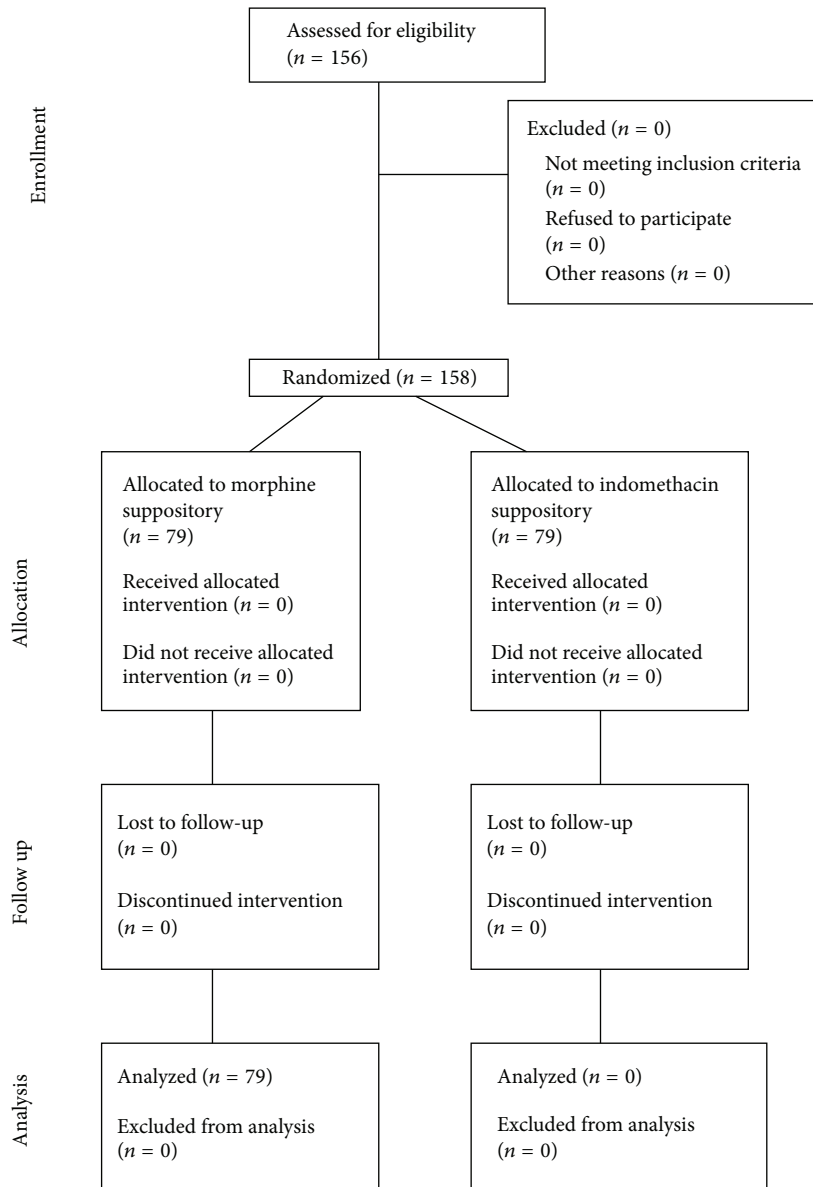 Enrollment
Assessed for eligibility
(n = 156)
Excluded (n = 0)
Not meeting inclusion criteria
(n = 0)
Refused to participate
(n = 0)
Other reasons (n = 0)
Randomized (n = 158)
Allocation
Allocated to morphine
suppository
(n = 79)
Received allocated
intervention (n = 0)
Did not receive allocated
intervention (n = 0)
Allocated to indomethacin
suppository
(n = 79)
Received allocated
intervention (n = 0)
Did not receive allocated
intervention (n = 0)
Follow up
Lost to follow-up
(n = 0)
Discontinued intervention
(n = 0)
Lost to follow-up
(n = 0)
Discontinued intervention
(n = 0)
Analysis
Analyzed (n = 79)
Excluded from analysis
(n = 0)
Analyzed (n = 0)
Excluded from analysis
(n = 0)